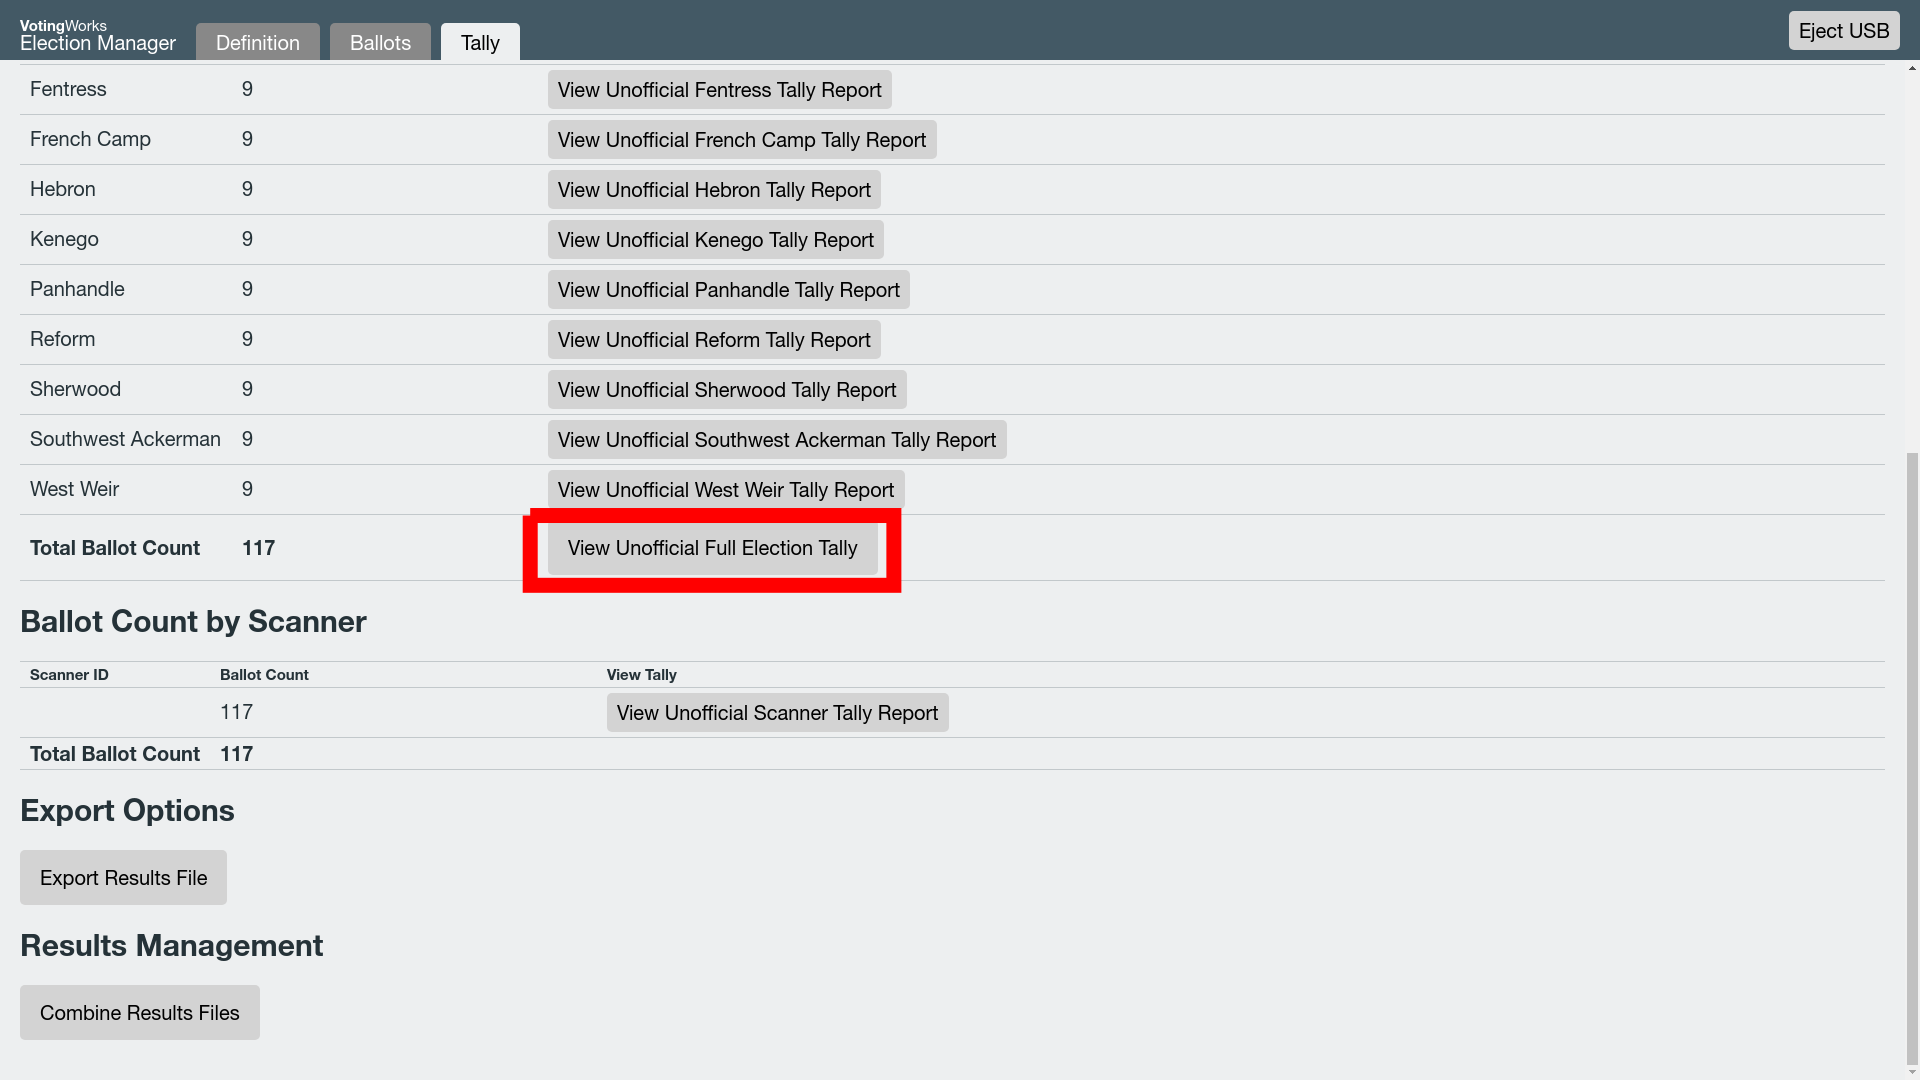 VotingWorks
Election Manager
Definition
Ballots
Tally
Eject USB
Fentress 9 View Unofficial Fentress Tally Report
French Camp 9 View Unofficial French Camp Tally Report
Hebron 9 View Unofficial Hebron Tally Report
Kenego 9 View Unofficial Kenego Tally Report
Panhandle 9 View Unofficial Panhandle Tally Report
Reform 9 View Unofficial Reform Tally Report
Sherwood 9 View Unofficial Sherwood Tally Report
Southwest Ackerman 9 View Unofficial Southwest Ackerman Tally Report
West Weir 9 View Unofficial West Weir Tally Report
Total Ballot Count 117 View Unofficial Full Election Tally
Ballot Count by Scanner
Scanner ID Ballot Count View Tally
117 View Unofficial Scanner Tally Report
Total Ballot Count 117
Export Options
Export Results File
Results Management
Combine Results Files